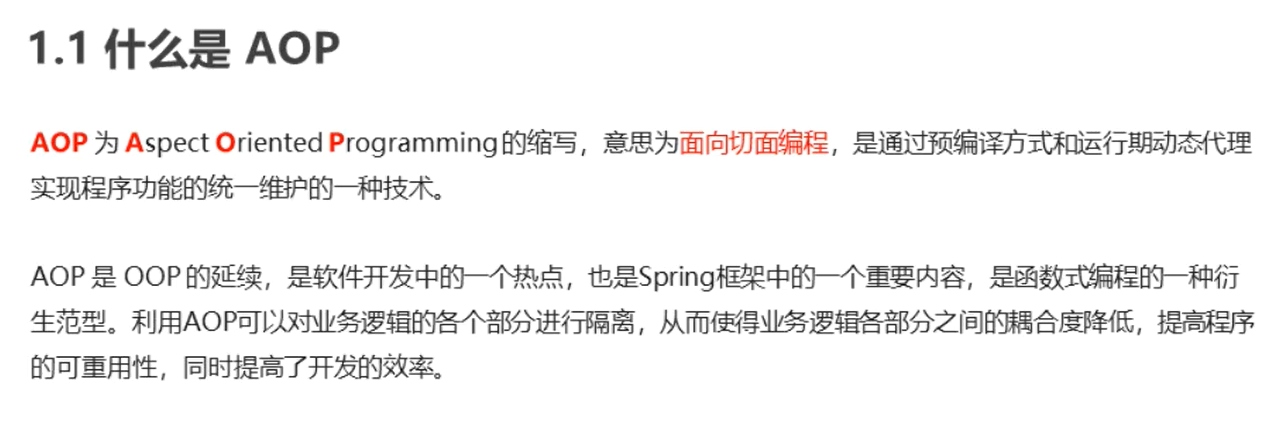 1.1 什么是 AOP
AOP 为 Aspect Oriented Programming的缩写，意思为面向切面编程，是通过预编译方式和运行期动态代理
实现程序功能的统一维护的一种技术。
AOP 是 OOP 的延续，是软件开发中的一个热点，也是Spring框架中的一个重要内容，是函数式编程的一种衍
生范型。利用AOP可以对业务逻辑的各个部分进行隔离，从而使得业务逻辑各部分之间的耦合度降低，提高程序
的可重用性，同时提高了开发的效率。